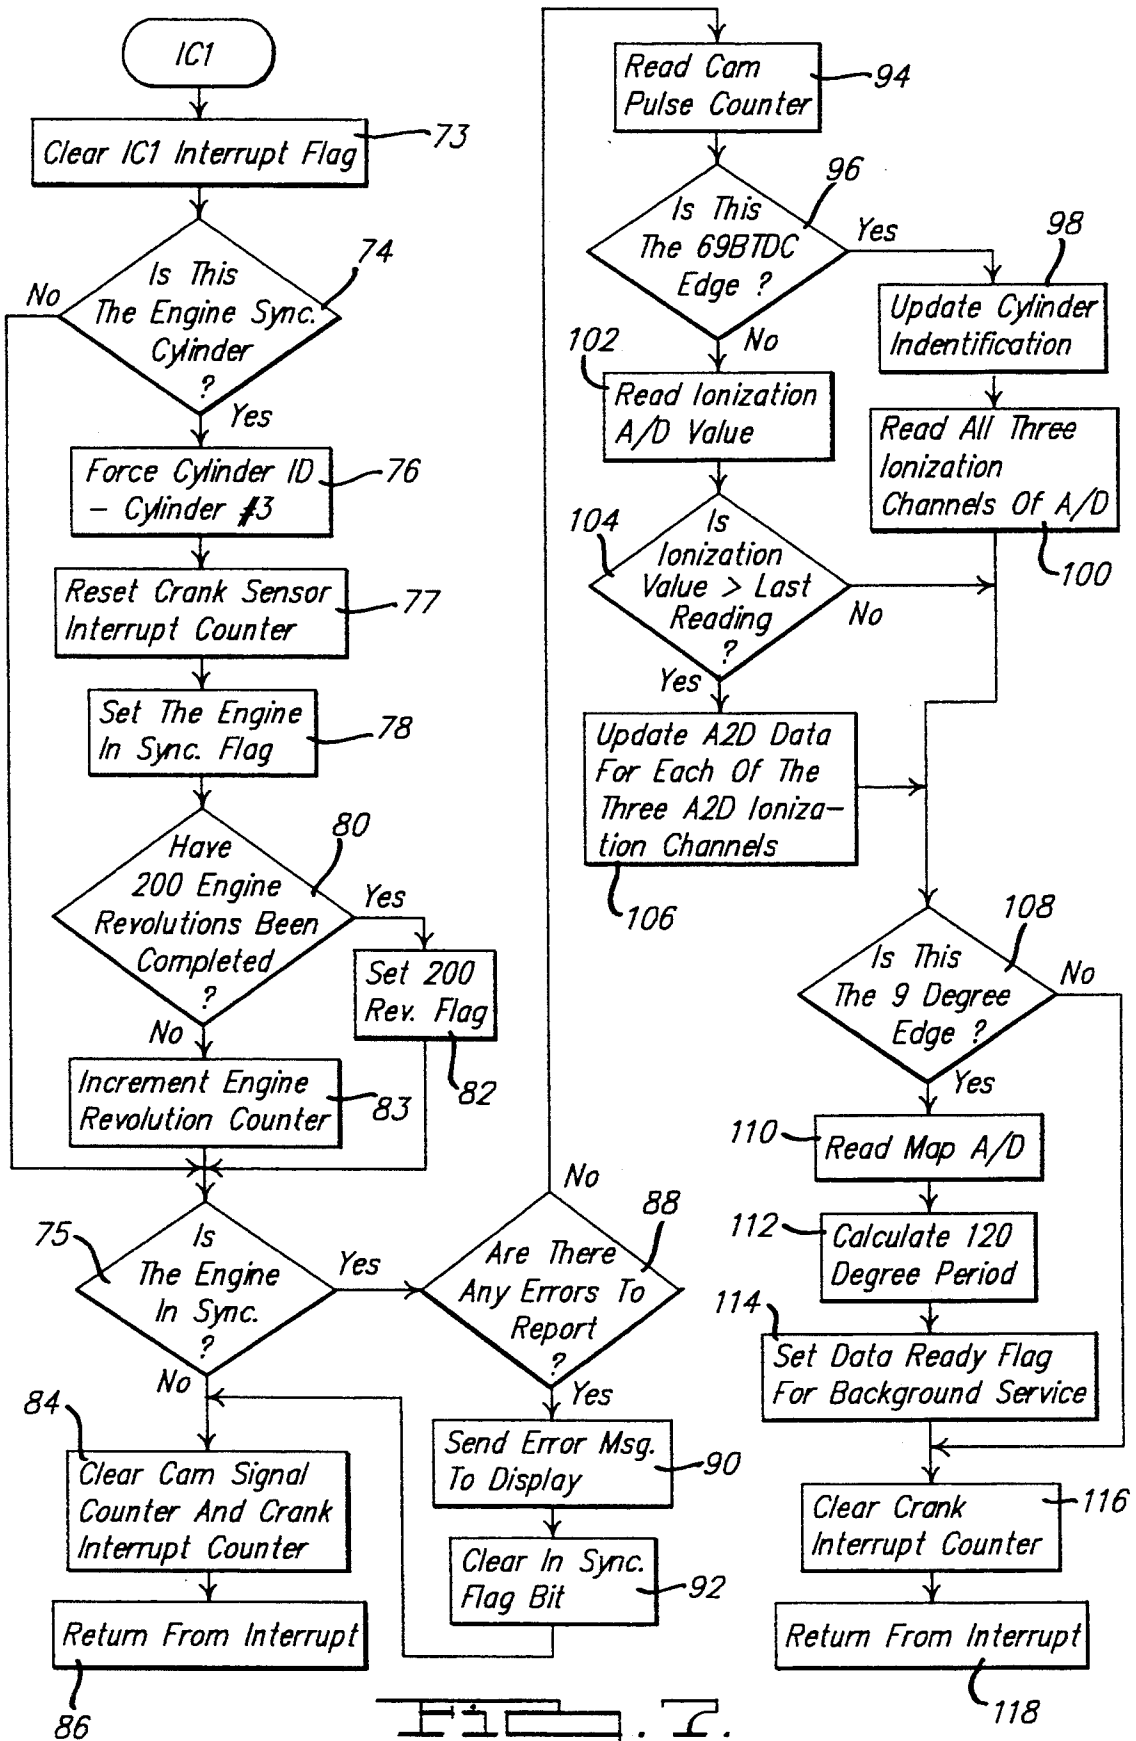 IC1
Clear IC1 Interrupt Flag
73
Is This
The Engine Sync.
Cylinder
?
74
No
Yes
Force Cylinder ID
– Cylinder #3
76
Reset Crank Sensor
Interrupt Counter
77
Set The Engine
In Sync. Flag
78
Have
200 Engine
Revolutions Been
Completed
?
80
Yes
Set 200
Rev. Flag
82
No
Increment Engine
Revolution Counter
83
Is
The Engine
In Sync.
?
75
Yes
No
84
Clear Cam Signal
Counter And Crank
Interrupt Counter
Return From Interrupt
86
No
88
Are There
Any Errors To
Report
?
Yes
Send Error Msg.
To Display
90
Clear In Sync.
Flag Bit
92
Read Cam
Pulse Counter
94
96
Is This
The 69BTDC
Edge ?
Yes
98
Update Cylinder
Indentification
Read All Three
Ionization
Channels Of A/D
100
No
102
Read Ionization
A/D Value
104
Is
Ionization
Value > Last
Reading
?
No
Yes
Update A2D Data
For Each Of The
Three A2D Ioniza–
tion Channels
106
108
Is This
The 9 Degree
Edge ?
No
Yes
110
Read Map A/D
112
Calculate 120
Degree Period
114
Set Data Ready Flag
For Background Service
Clear Crank
Interrupt Counter
116
Return From Interrupt
118
Fig. 7.